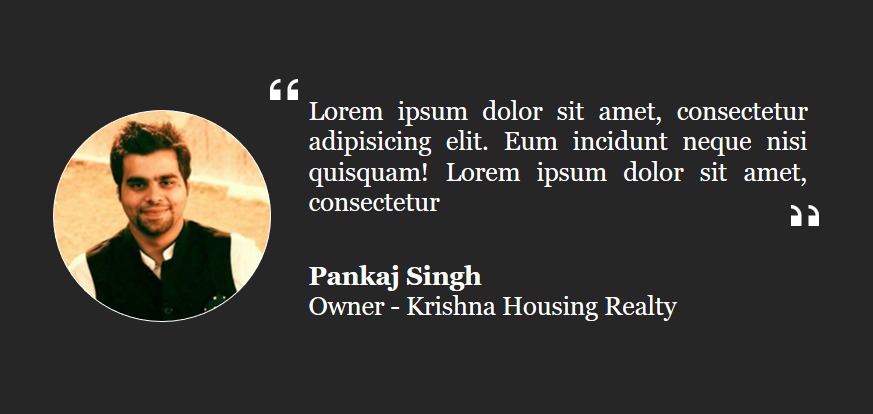 “
Lorem ipsum dolor sit amet, consectetur
adipisicing elit. Eum incidunt neque nisi
quisquam! Lorem ipsum dolor sit amet,
consectetur
”
Pankaj Singh
Owner - Krishna Housing Realty